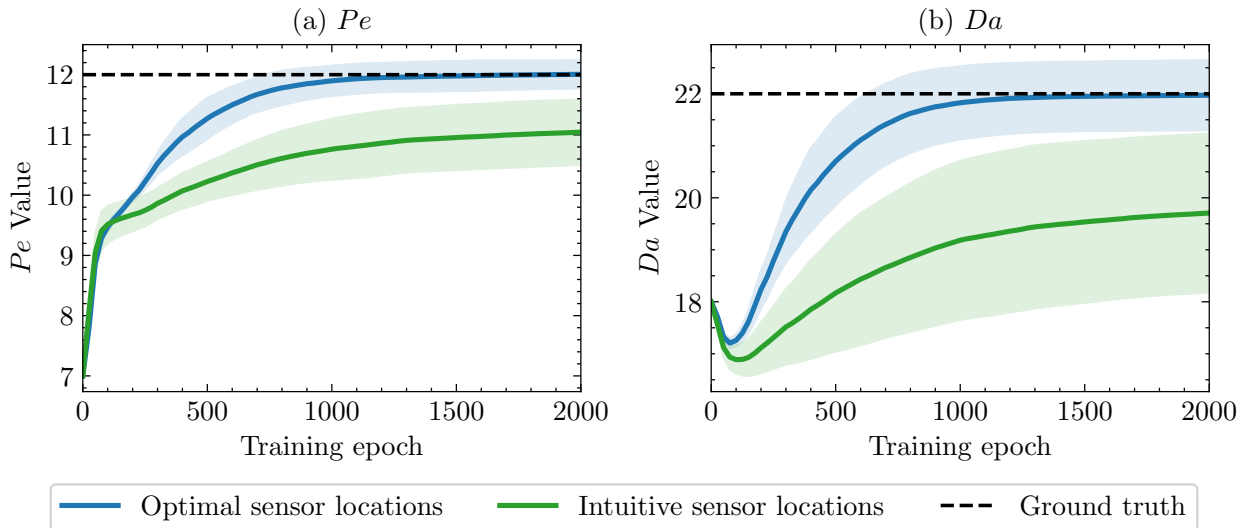 (a) Pe
(b) Da
12
11
10
9
8
7
Pe Value
0
500
1000
1500
2000
Training epoch
22
20
18
Da Value
0
500
1000
1500
2000
Training epoch
Optimal sensor locations
Intuitive sensor locations
Ground truth